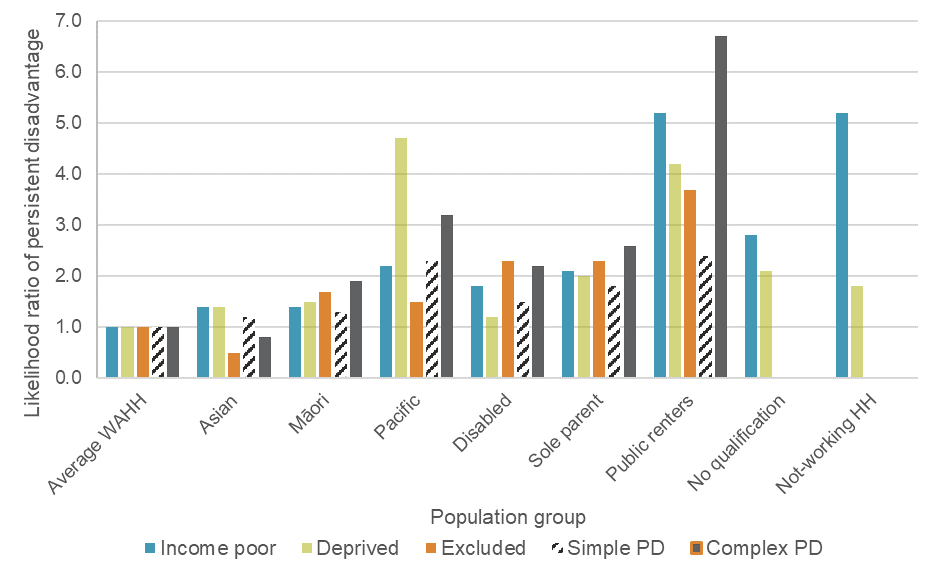 Likelihood ratio of persistent disadvantage
7.0
6.0
5.0
4.0
3.0
2.0
1.0
0.0
Average WAHH
Asian
Māori
Pacific
Disabled
Sole parent
Public renters
No qualification
Not-working HH
Population group
Income poor
Deprived
Excluded
Simple PD
Complex PD